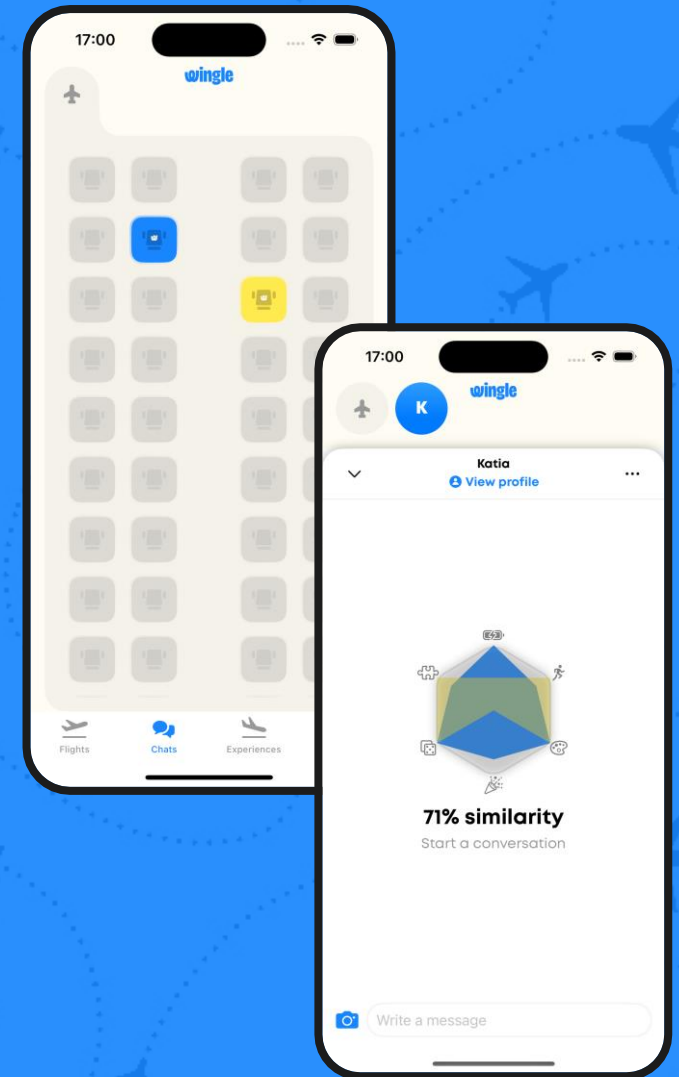 17:00
wingle
Flights
Chats
Experiences
17:00
K
wingle
Katia
View profile
71% similarity
Start a conversation
Write a message